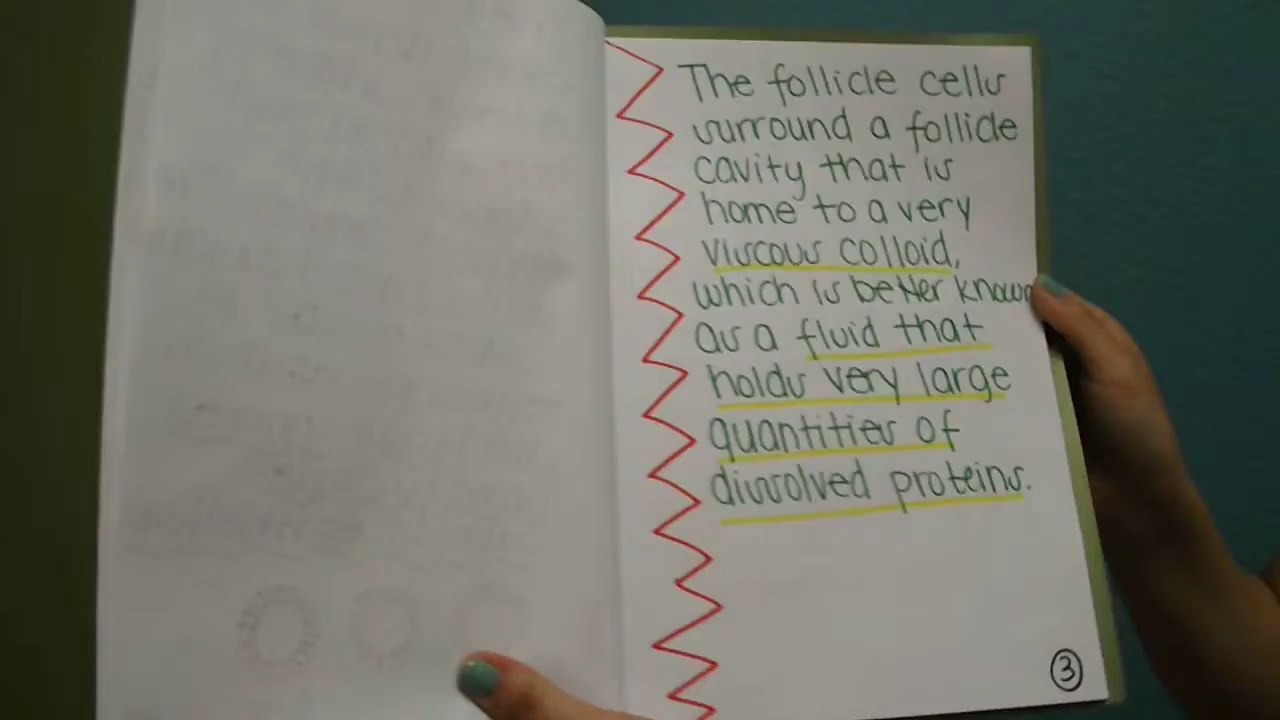 The follicle cells
surround a follicle
cavity that is
home to a very
viscous colloid,
which is better known
as a fluid that
holds very large
quantities of
dissolved proteins.
3